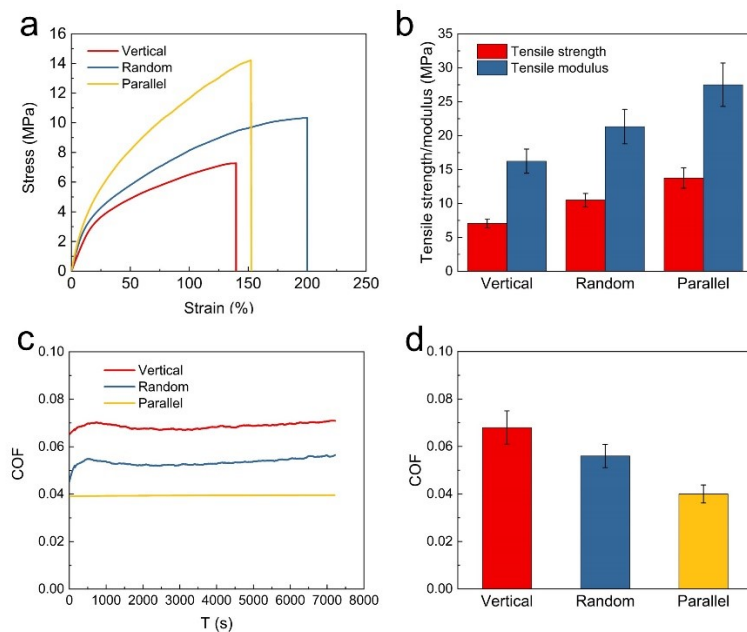 a
16
14
12
10
8
6
4
2
0
Stress (MPa)
Vertical
Random
Parallel
0 50 100 150 200 250
Strain (%)
b
35
30
25
20
15
10
5
0
Tensile strength/modulus (MPa)
Tensile strength
Tensile modulus
Vertical Random Parallel
c
0.10
0.08
0.06
0.04
0.02
0.00
COF
Vertical
Random
Parallel
0 1000 2000 3000 4000 5000 6000 7000 8000
T (s)
d
0.10
0.08
0.06
0.04
0.02
0.00
COF
Vertical Random Parallel